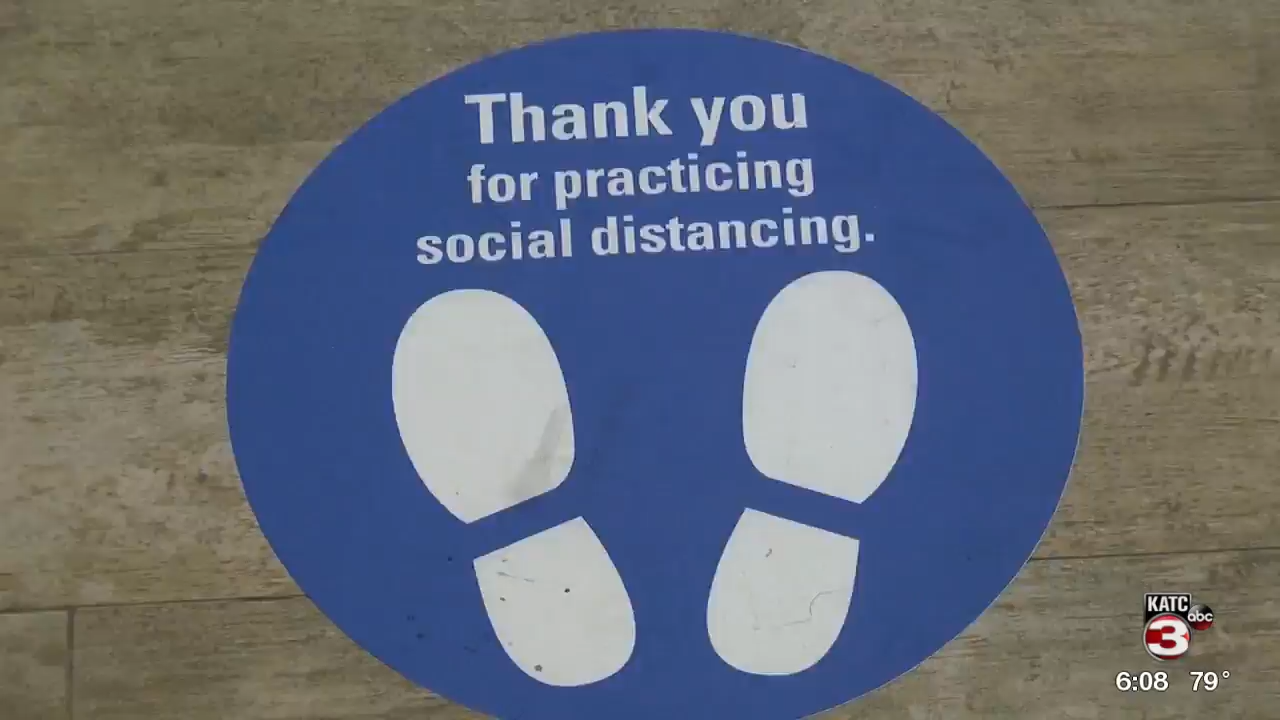 Thank you
for practicing
social distancing.
KATC
abc
3
6:08 79°